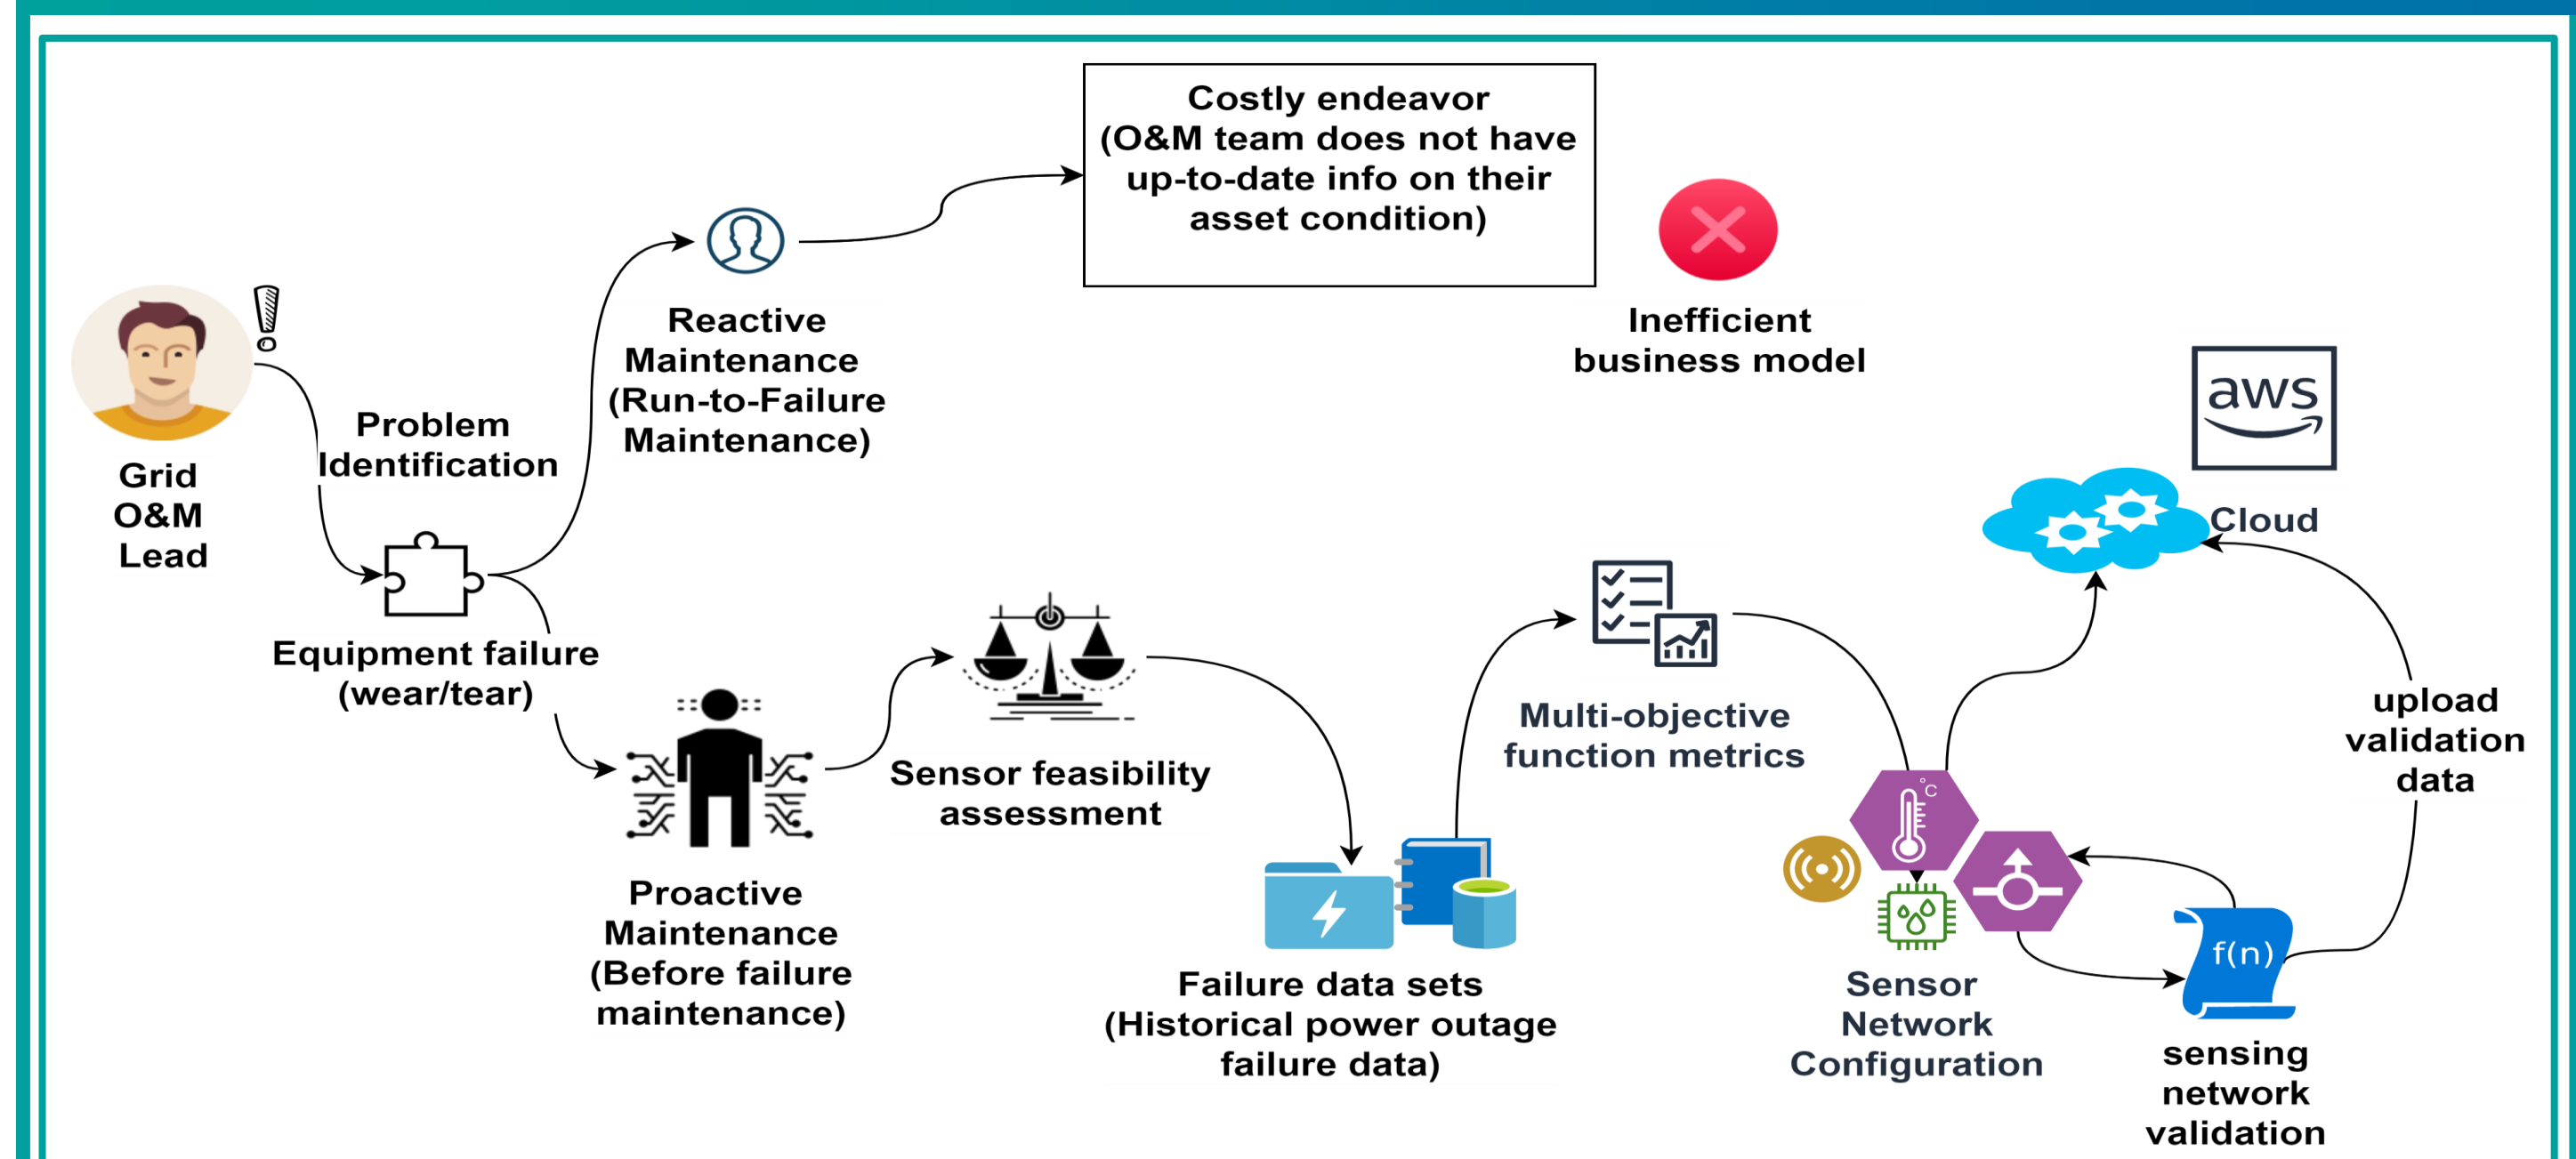 Costly endeavor
(O&M team does not have
up-to-date info on their
asset condition)
Inefficient
business model
Reactive
Maintenance
(Run-to-Failure
Maintenance)
Problem
Identification
Grid
O&M
Lead
Equipment failure
(wear/tear)
Proactive
Maintenance
(Before failure
maintenance)
Sensor feasibility
assessment
Failure data sets
(Historical power outage
failure data)
Multi-objective
function metrics
aws
Cloud
°C
Sensor
Network
Configuration
f(n)
sensing
network
validation
upload
validation
data